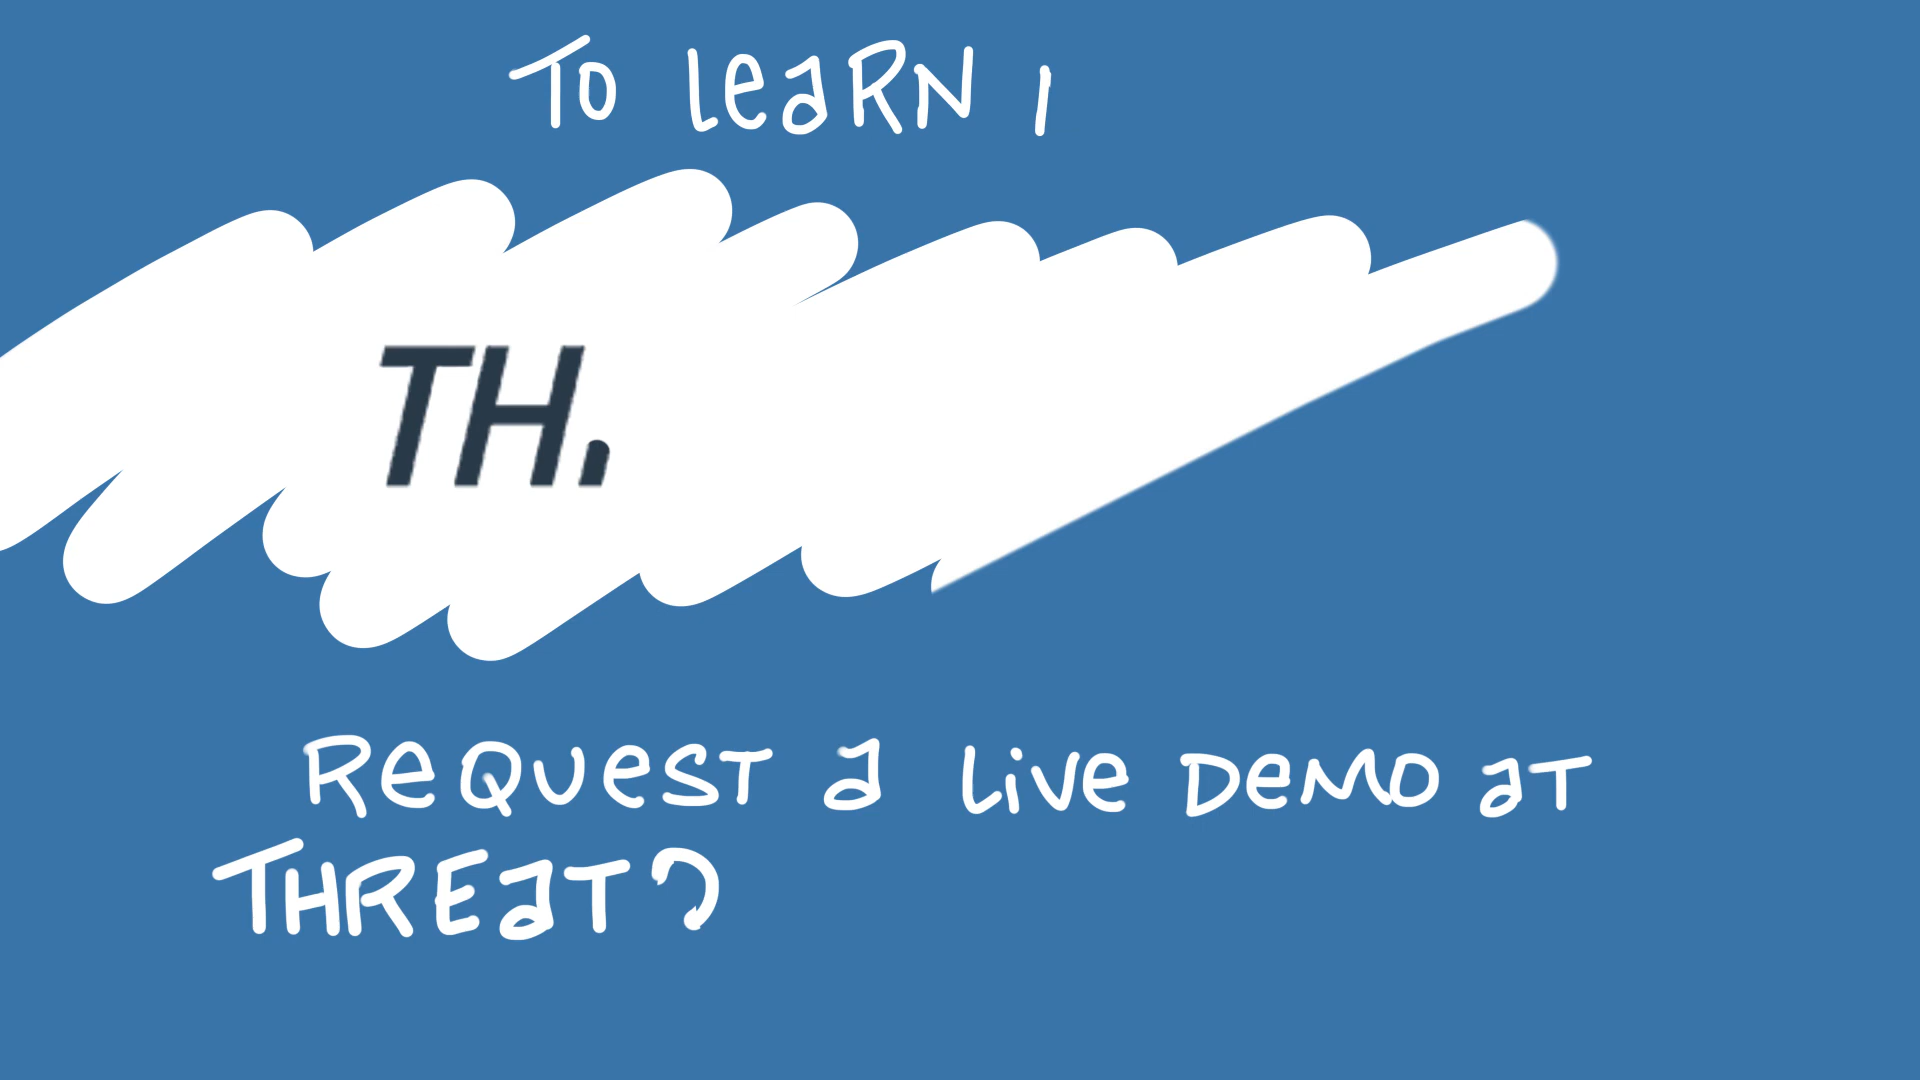 TO LEARN
TH
REQUEST A LIVE DEMO AT
THREAT